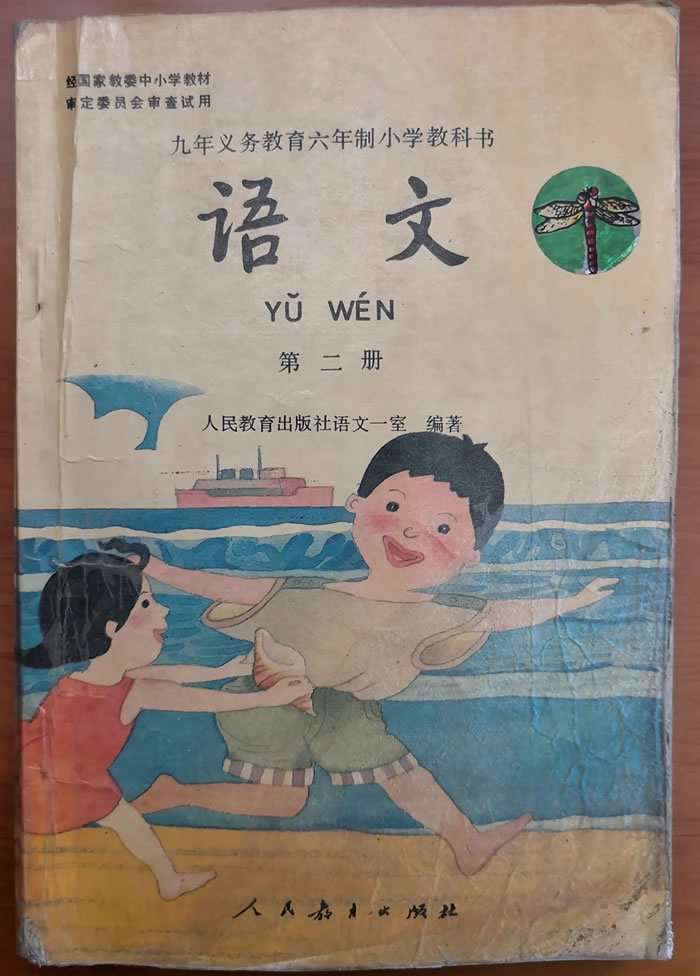 经国家教委中小学教材
审定委员会审查试用
九年义务教育六年制小学教科书
语 文
YǓ WÉN
第二册
人民教育出版社语文一室 编著
人民教育出版社